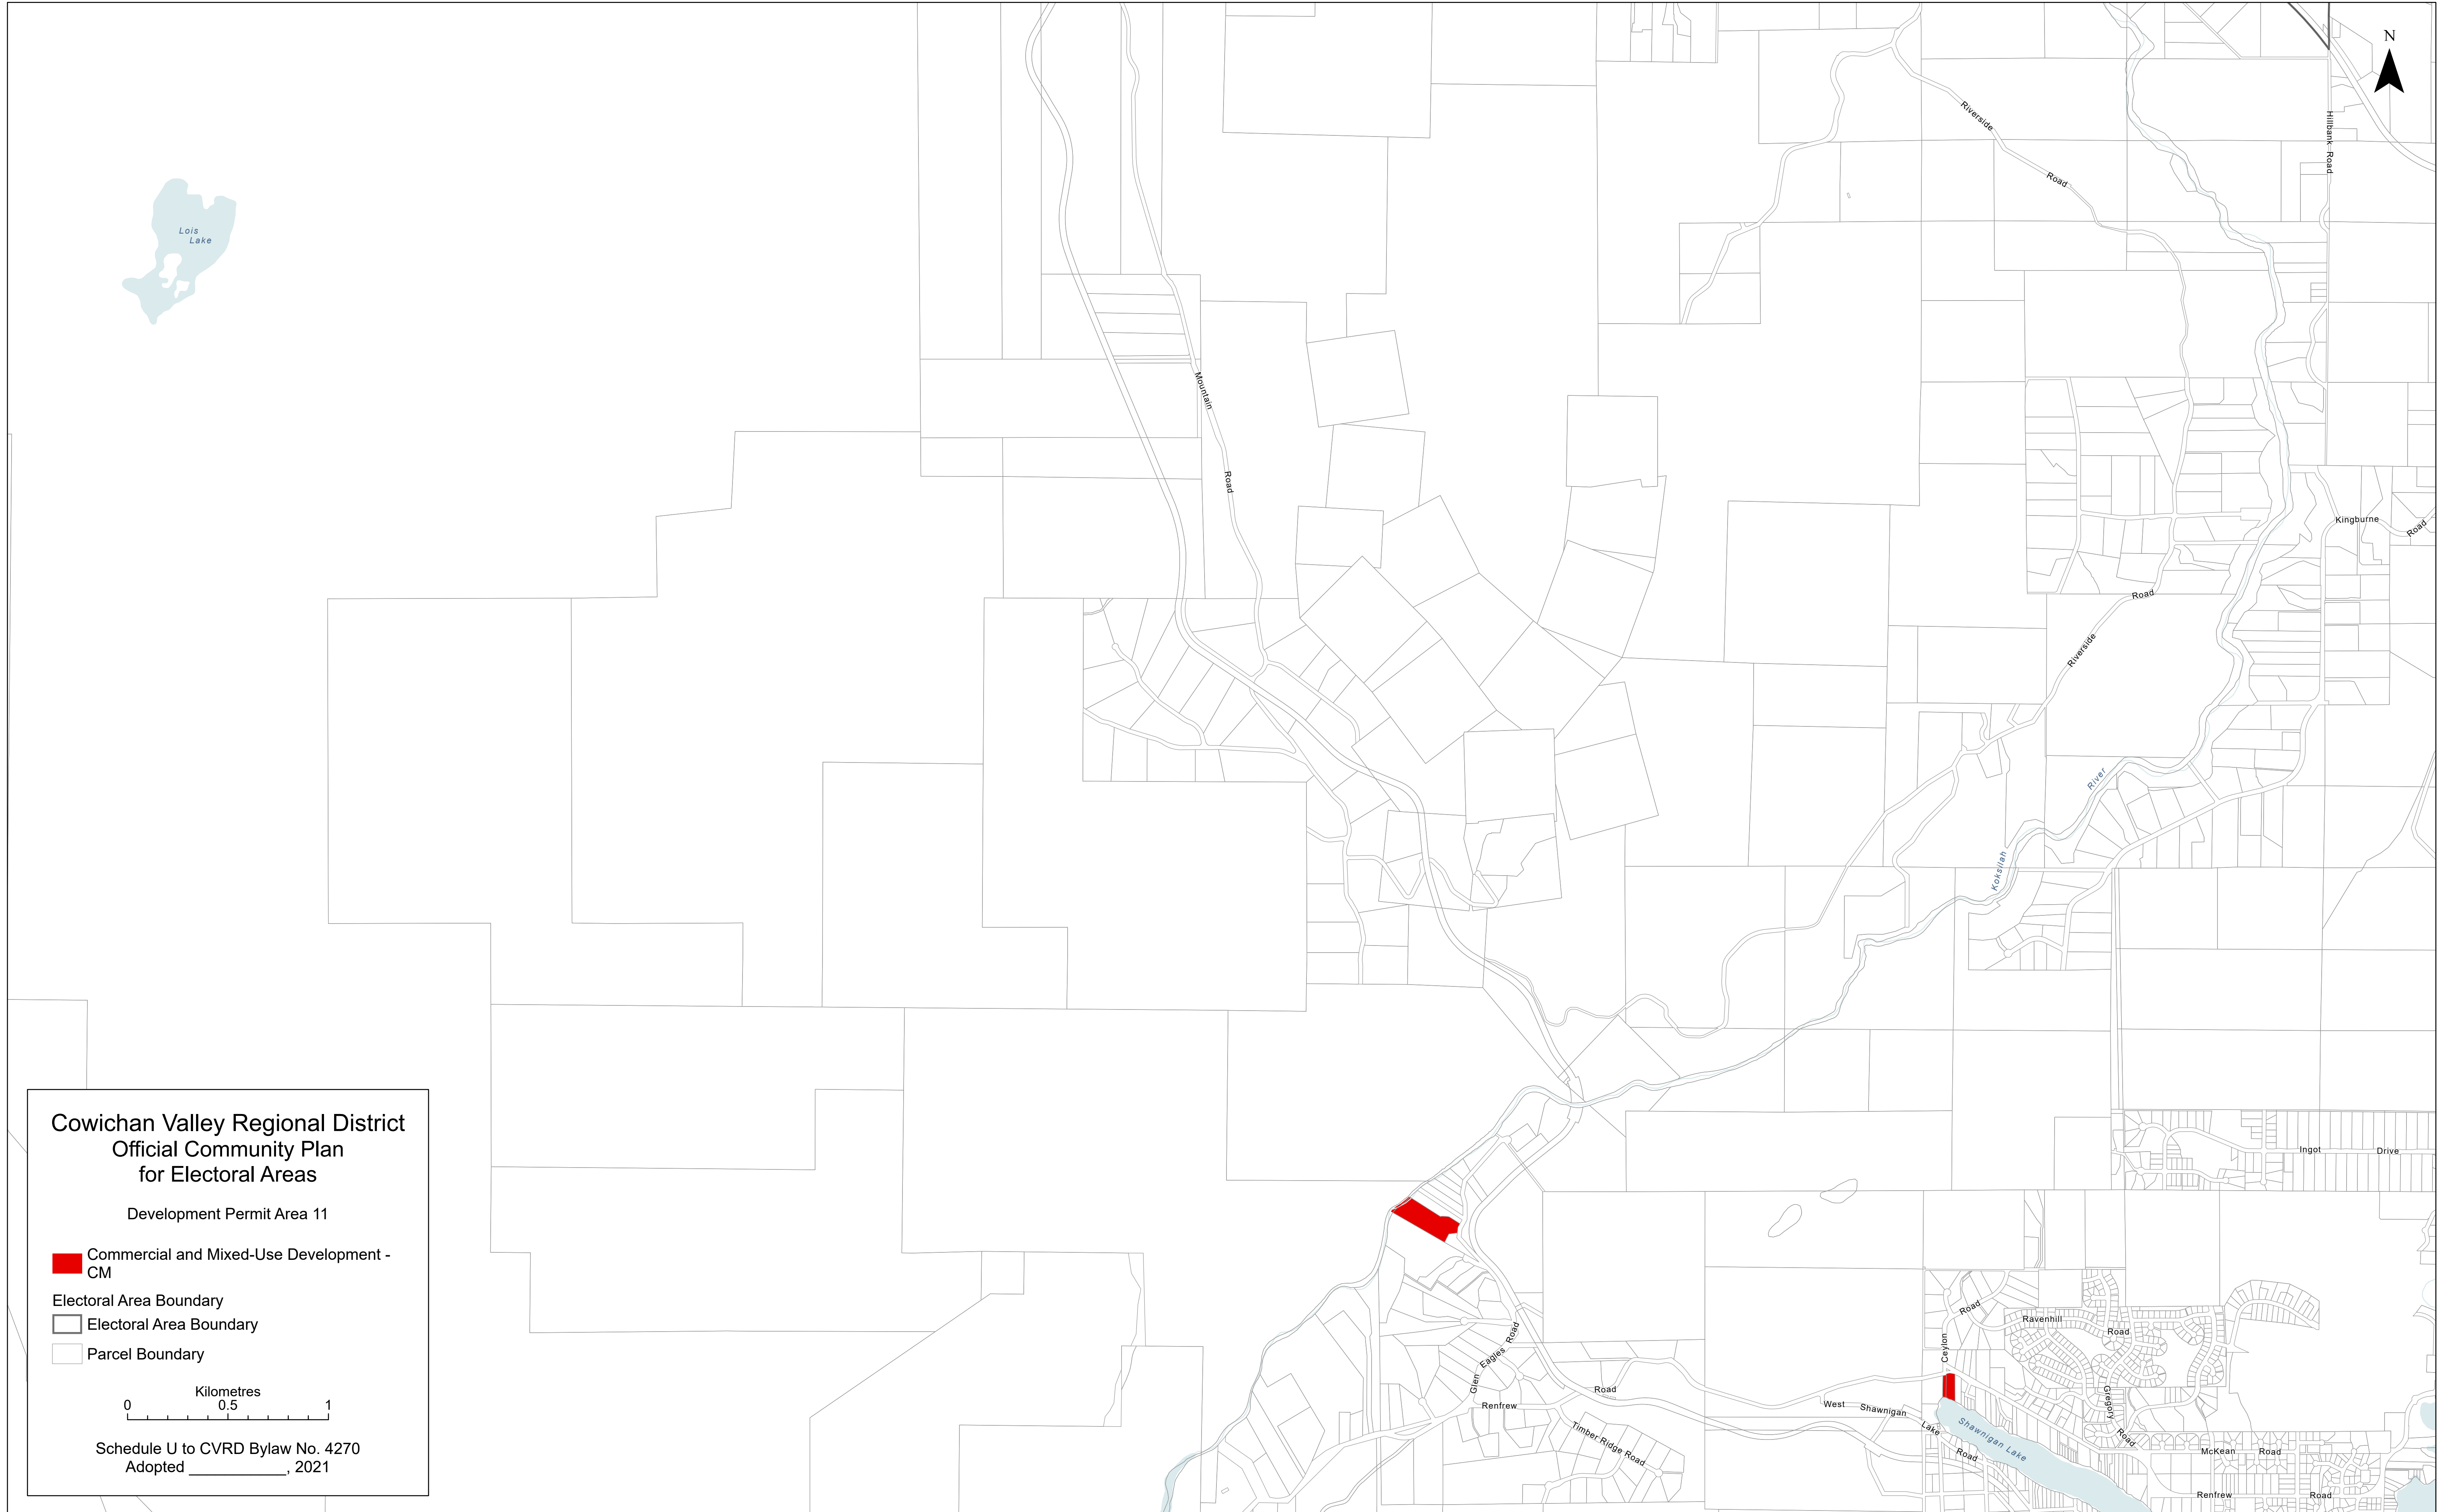 N
Riverside
Road
Hillbank Road
Lois
Lake
Mountain
Road
Kingburne
Road
Road
Riverside
River
Koksilah
Ingot Drive
Cowichan Valley Regional District
Official Community Plan
for Electoral Areas
Development Permit Area 11
Commercial and Mixed-Use Development -
CM
Electoral Area Boundary
Electoral Area Boundary
Parcel Boundary
Kilometres
0 0.5 1
Schedule U to CVRD Bylaw No. 4270
Adopted ____________, 2021
Road
Ravenhill
Road
Ceylon
Glen Eagles Road
Renfrew
Road
Timber Ridge Road
West Shawnigan
Lake
Road
Shawnigan Lake
Gregory
Road
McKean Road
Renfrew Road